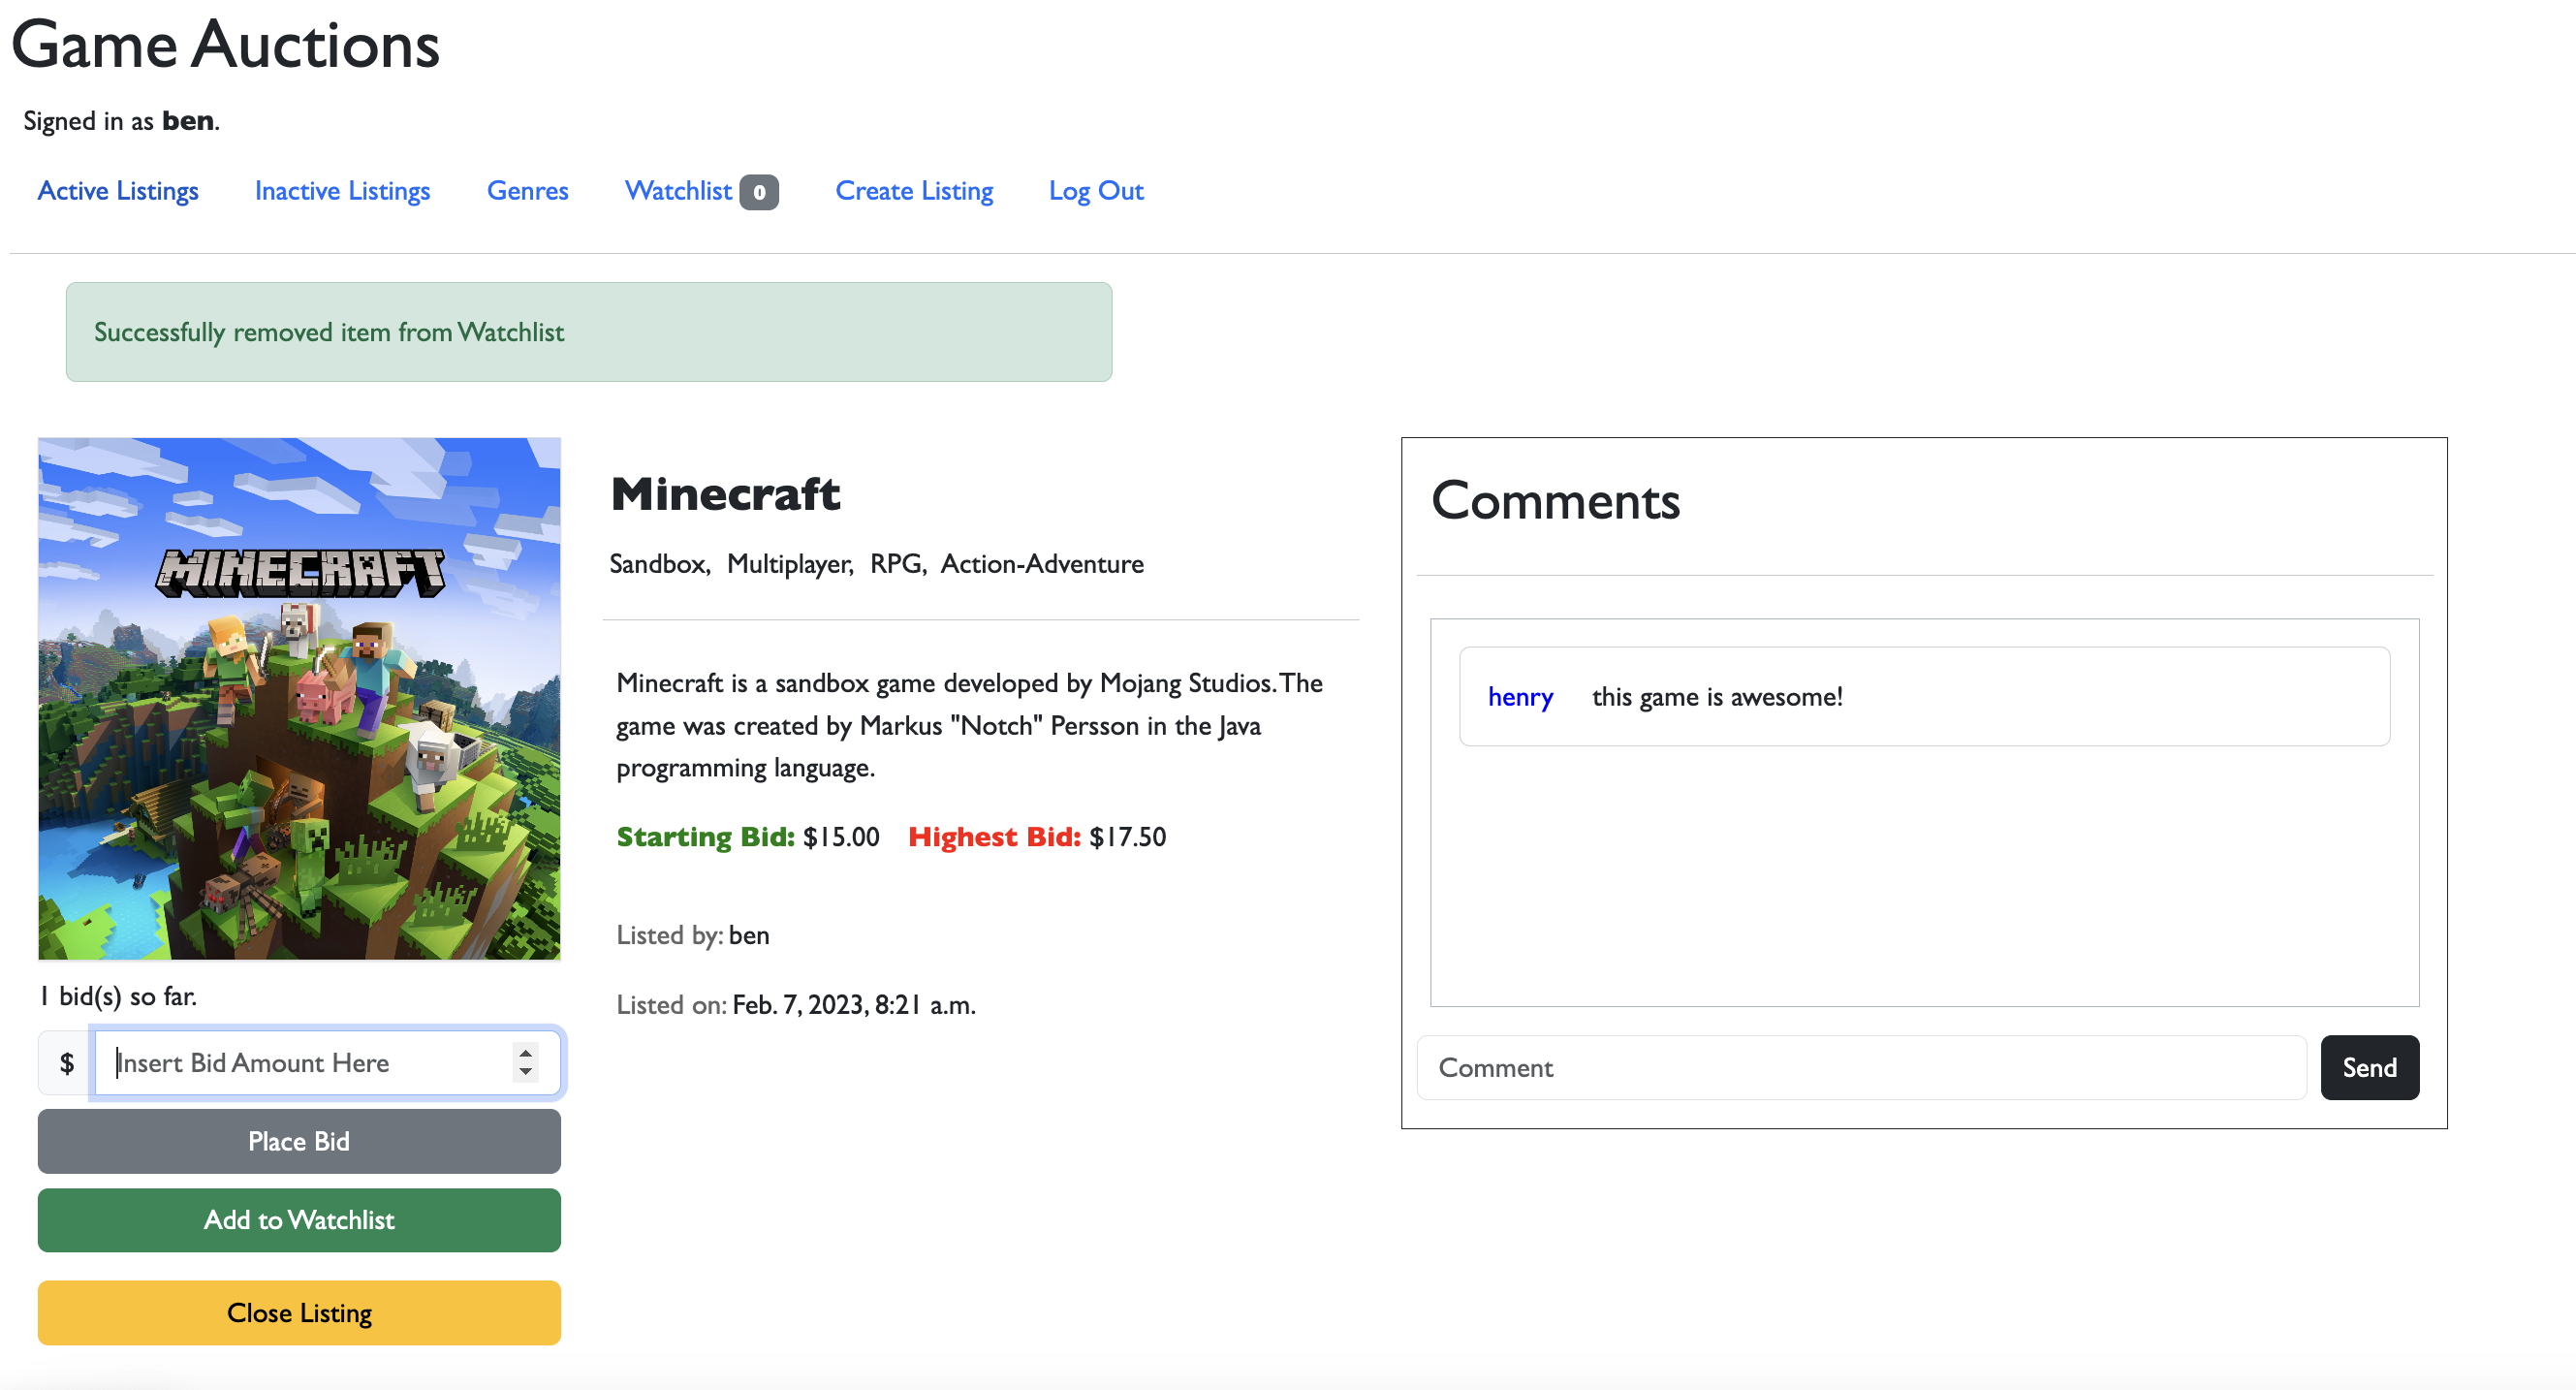 Game Auctions
Signed in as ben.
Active Listings Inactive Listings Genres Watchlist 0 Create Listing Log Out
Successfully removed item from Watchlist
MINECRAFT
1 bid(s) so far.
$ Insert Bid Amount Here
Place Bid
Add to Watchlist
Close Listing
Minecraft
Sandbox, Multiplayer, RPG, Action-Adventure
Minecraft is a sandbox game developed by Mojang Studios. The
game was created by Markus "Notch" Persson in the Java
programming language.
Starting Bid: $15.00 Highest Bid: $17.50
Listed by: ben
Listed on: Feb. 7, 2023, 8:21 a.m.
Comments
henry this game is awesome!
Comment Send